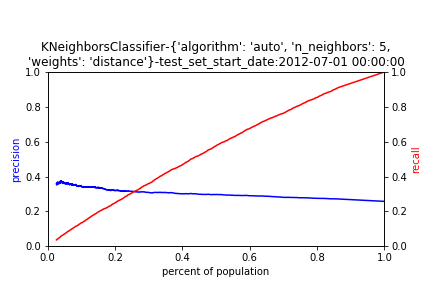 KNeighborsClassifier-{'algorithm': 'auto', 'n_neighbors': 5,
'weights': 'distance'}-test_set_start_date:2012-07-01 00:00:00
1.0
0.8
0.6
0.4
0.2
0.0
precision
1.0
0.8
0.6
0.4
0.2
0.0
recall
0.0 0.2 0.4 0.6 0.8 1.0
percent of population